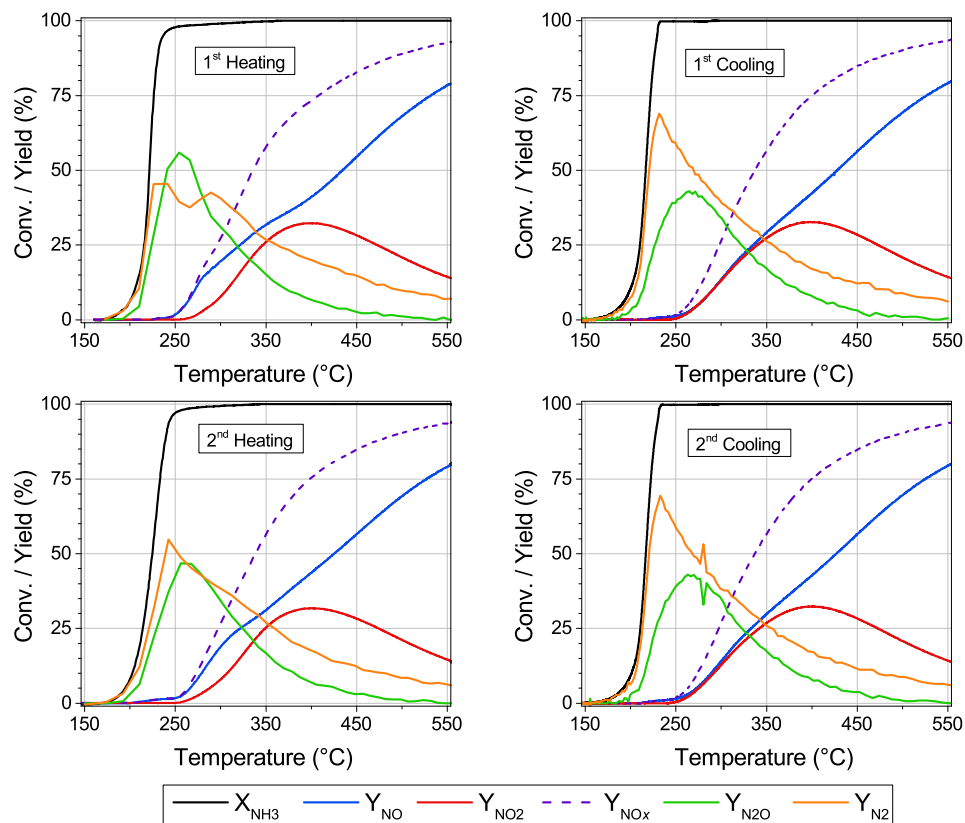 1st Heating
Conv. / Yield (%)
100
75
50
25
0
150 250 350 450 550
Temperature (°C)
1st Cooling
Conv. / Yield (%)
100
75
50
25
0
150 250 350 450 550
Temperature (°C)
2nd Heating
Conv. / Yield (%)
100
75
50
25
0
150 250 350 450 550
Temperature (°C)
2nd Cooling
Conv. / Yield (%)
100
75
50
25
0
150 250 350 450 550
Temperature (°C)
XNH3 YNO YNO2 YNOx YN2O YN2